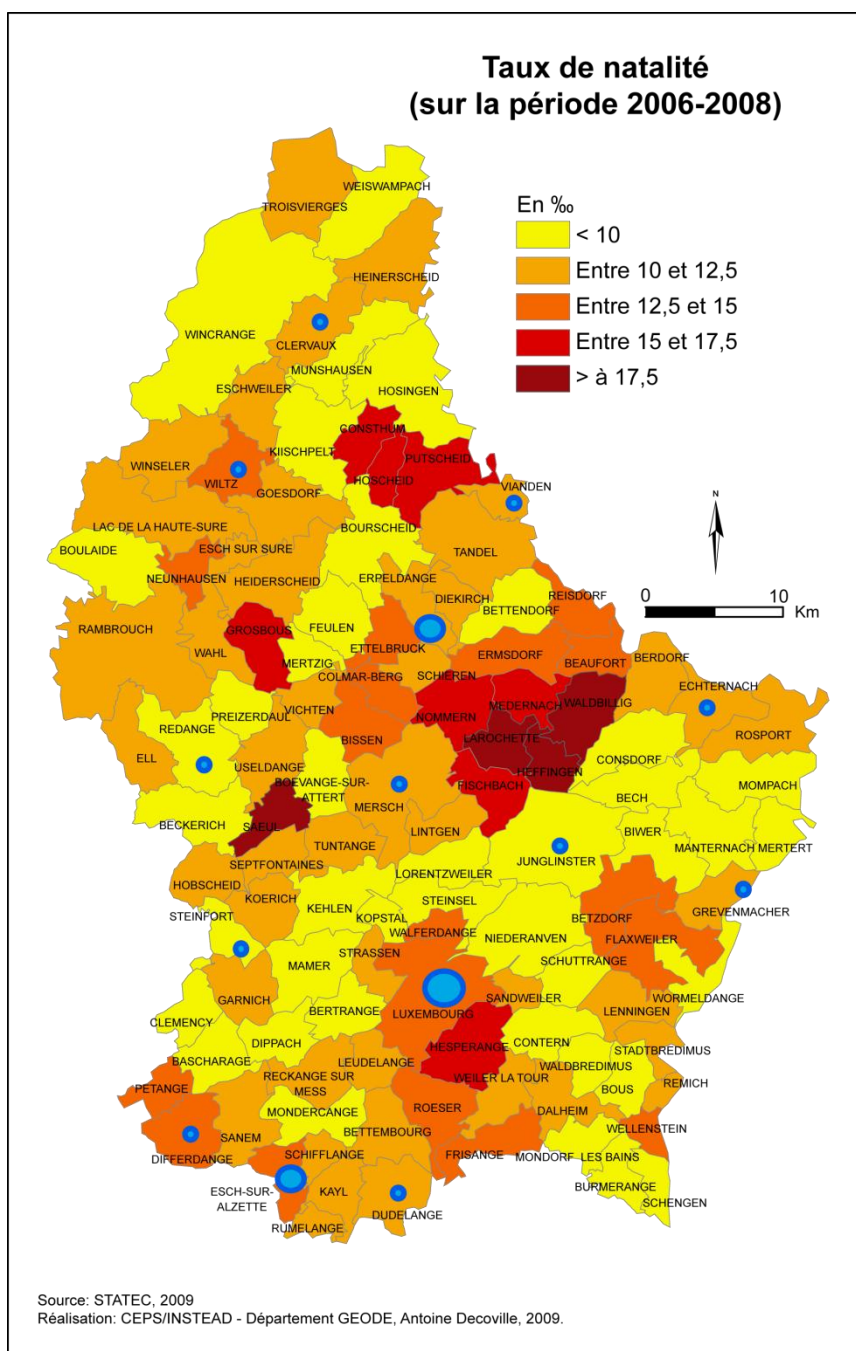 Taux de natalité
(sur la période 2006-2008)
En ‰
< 10
Entre 10 et 12,5
Entre 12,5 et 15
Entre 15 et 17,5
> à 17,5
WEISWAMPACH
TROISVIERGES
HEINERSCHEID
WINCRANGE
CLERVAUX
MUNSHAUSEN
ESCHWEILER
HOSINGEN
CONSTHUM
KIISCHPELT
PUTSCHEID
WINSELER
WILTZ
HOSCHEID
VIANDEN
GOESDORF
N
LAC DE LA HAUTE-SURE
BOURSCHEID
BOULAIDE
ESCH SUR SURE
TANDEL
NEUNHAUSEN
HEIDERSCHEID
ERPELDANGE
DIEKIRCH
REISDORF
BETTENDORF
0
10
Km
RAMBROUCH
GROSBOUS
FEULEN
ETTELBRUCK
WAHL
MERTZIG
ERMSDORF
BEAUFORT
BERDORF
COLMAR-BERG
SCHIEREN
ECHTERNACH
VICHTEN
MEDERNACH
WALDBILLIG
PREIZERDAUL
NOMMERN
REDANGE
ROSPORT
BISSEN
LAROCHETTE
ELL
USELDANGE
CONSDORF
HEFFINGEN
BOEVANGE-SUR-
ATTERT
MERSCH
FISCHBACH
MOMPACH
BECH
BECKERICH
SAEUL
LINTGEN
BIWER
TUNTANGE
JUNGLINSTER
MANTERNACH
MERTERT
SEPTFONTAINES
LORENTZWEILER
HOBSCHEID
KOERICH
STEINSEL
KEHLEN
STEINFORT
KOPSTAL
BETZDORF
GREVENMACHER
WALFERDANGE
NIEDERANVEN
FLAXWEILER
STRASSEN
SCHUTTRANGE
MAMER
GARNICH
SANDWEILER
WORMELDANGE
BERTRANGE
LUXEMBOURG
LENNINGEN
CLEMENCY
DIPPACH
HESPERANGE
CONTERN
STADTBREDIMUS
BASCHARAGE
LEUDELANGE
WALDBREDIMUS
RECKANGE SUR
MESS
WEILER LA TOUR
BOUS
REMICH
PETANGE
MONDERCANGE
ROESER
DALHEIM
SANEM
BETTEMBOURG
WELLENSTEIN
DIFFERDANGE
SCHIFFLANGE
FRISANGE
MONDORF
LES BAINS
ESCH-SUR-
ALZETTE
KAYL
BURMERANGE
SCHENGEN
DUDELANGE
RUMELANGE
Source: STATEC, 2009
Réalisation: CEPS/INSTEAD - Département GEODE, Antoine Decoville, 2009.